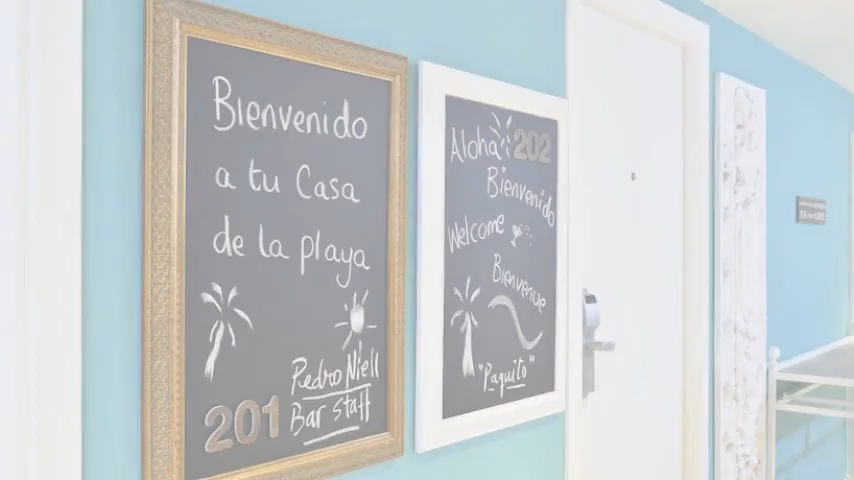 Bienvenido
a tu Casa
de la playa
Pedro Niell
Bar Staff
201
Aloha 202
Bienvenido
Welcome
Bienvenue
"Paquito"